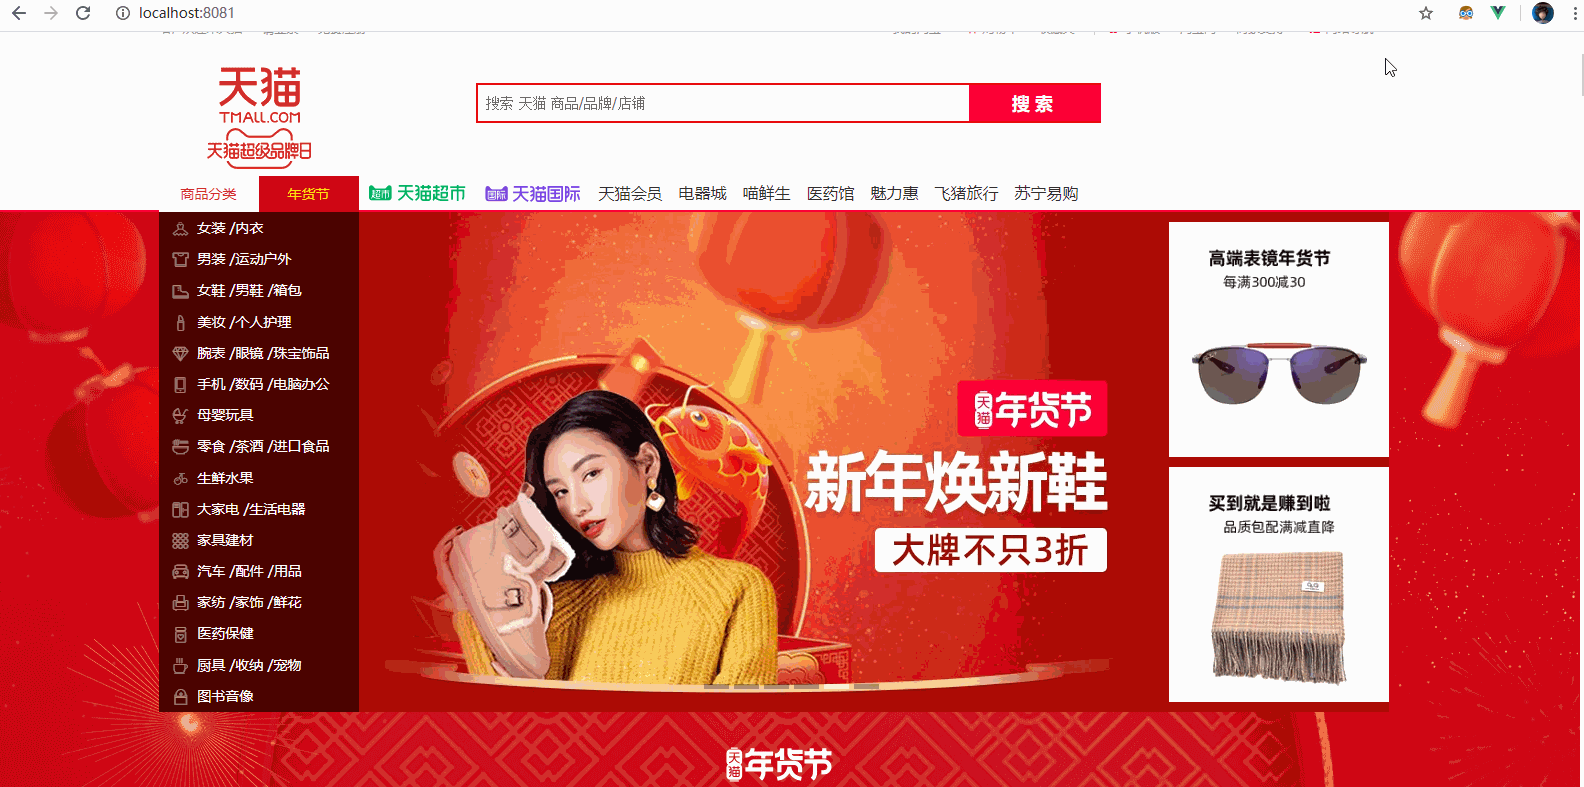 localhost:8081
天猫
TMALL.COM
天猫超级品牌日
搜索 天猫 商品/品牌/店铺
搜 索
商品分类
年货节
超市 天猫超市
国际 天猫国际
天猫会员
电器城
喵鲜生
医药馆
魅力惠
飞猪旅行
苏宁易购
女装 /内衣
男装 /运动户外
女鞋 /男鞋 /箱包
美妆 /个人护理
腕表 /眼镜 /珠宝饰品
手机 /数码 /电脑办公
母婴玩具
零食 /茶酒 /进口食品
生鲜水果
大家电 /生活电器
家具建材
汽车 /配件 /用品
家纺 /家饰 /鲜花
医药保健
厨具 /收纳 /宠物
图书音像
天猫 年货节
新年焕新鞋
大牌不只3折
高端表镜年货节
每满300减30
买到就是赚到啦
品质包配满减直降
天猫 年货节